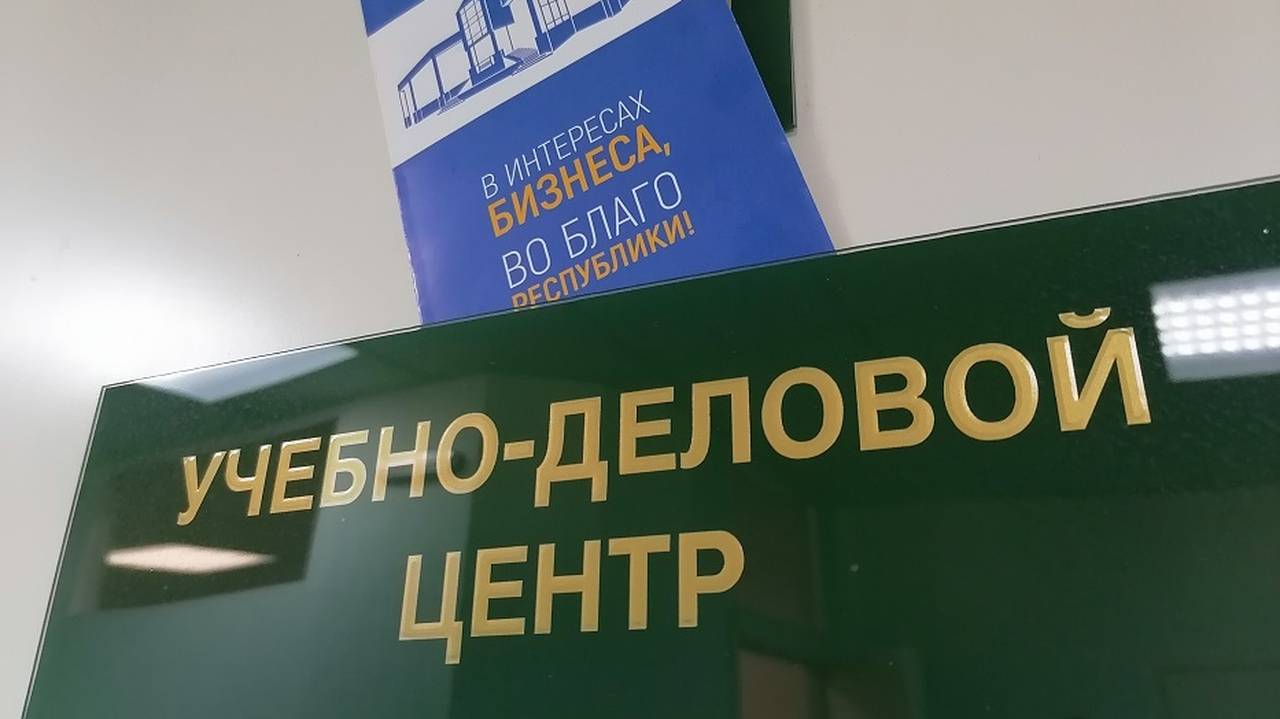 В ИНТЕРЕСАХ
БИЗНЕСА,
ВО БЛАГО
РЕСПУБЛИКИ!
УЧЕБНО-ДЕЛОВОЙ
ЦЕНТР